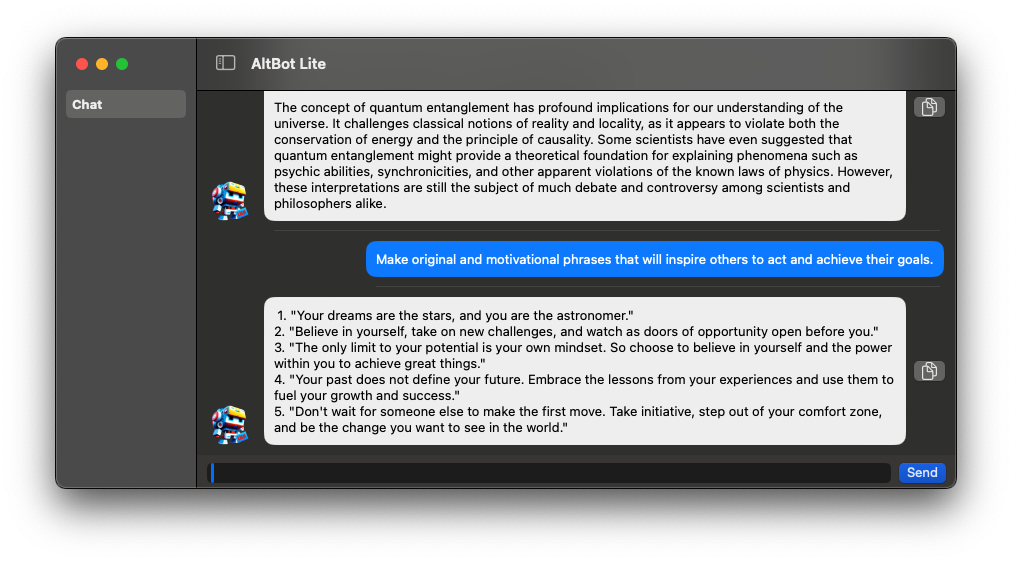 AltBot Lite
Chat
The concept of quantum entanglement has profound implications for our understanding of the
universe. It challenges classical notions of reality and locality, as it appears to violate both the
conservation of energy and the principle of causality. Some scientists have even suggested that
quantum entanglement might provide a theoretical foundation for explaining phenomena such as
psychic abilities, synchronicities, and other apparent violations of the known laws of physics. However,
these interpretations are still the subject of much debate and controversy among scientists and
philosophers alike.
Make original and motivational phrases that will inspire others to act and achieve their goals.
1. "Your dreams are the stars, and you are the astronomer."
2. "Believe in yourself, take on new challenges, and watch as doors of opportunity open before you."
3. "The only limit to your potential is your own mindset. So choose to believe in yourself and the power
within you to achieve great things."
4. "Your past does not define your future. Embrace the lessons from your experiences and use them to
fuel your growth and success."
5. "Don't wait for someone else to make the first move. Take initiative, step out of your comfort zone,
and be the change you want to see in the world."
Send